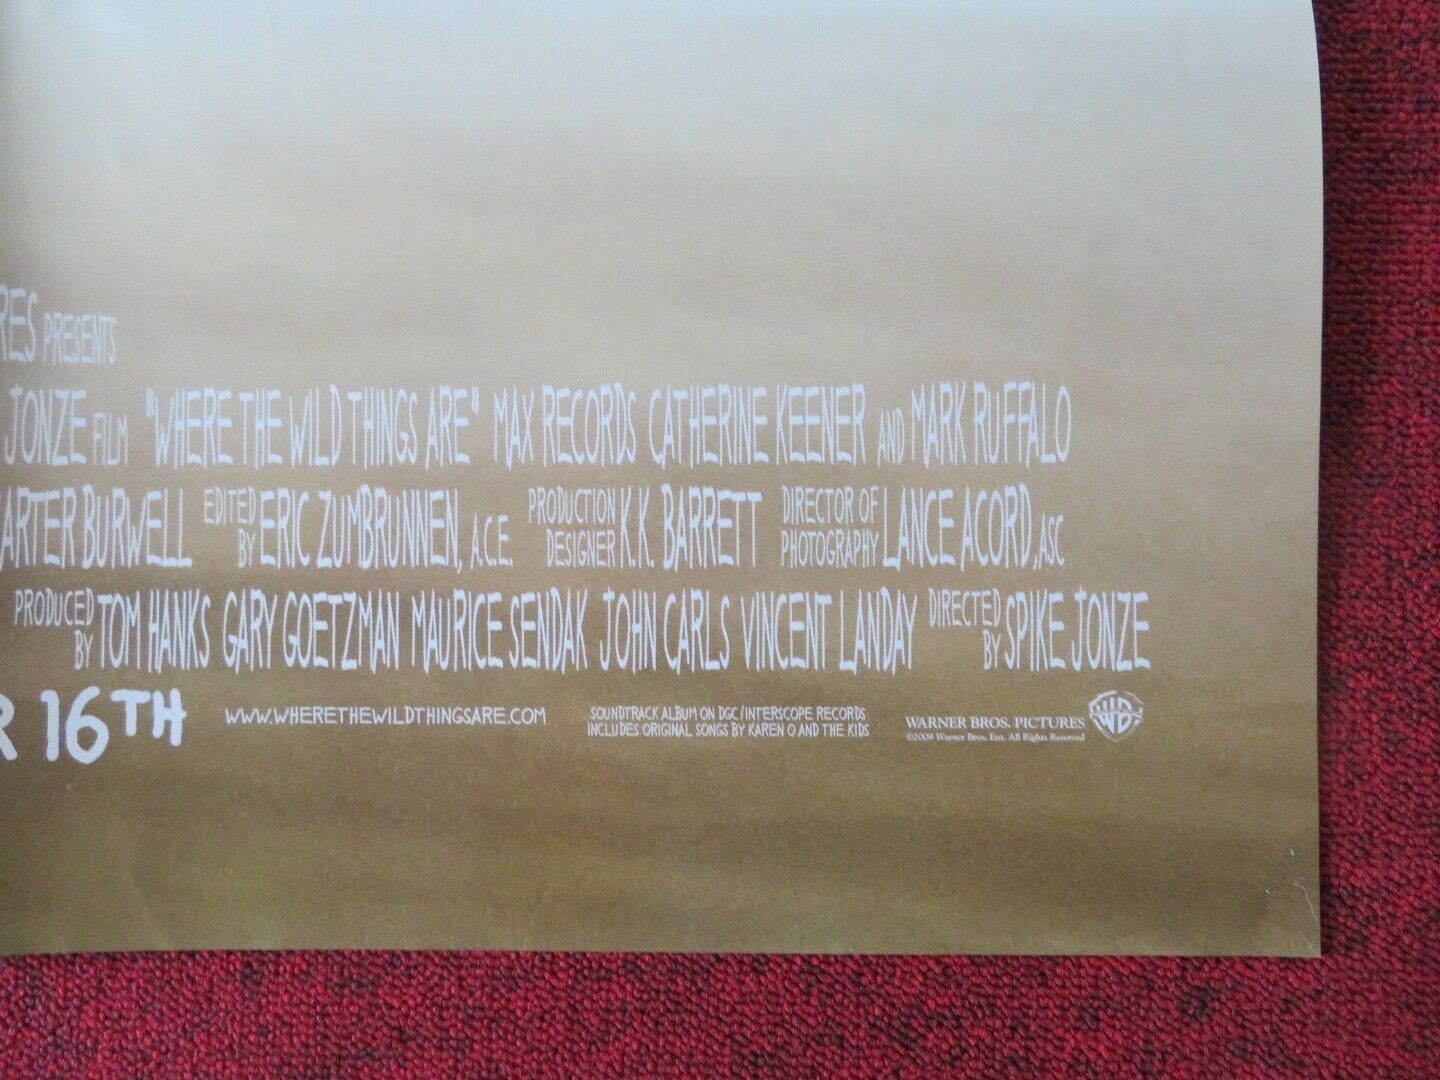 RES PRESENTS
JONZE FILM "WHERE THE WILD THINGS ARE" MAX RECORDS CATHERINE KEENER AND MARK RUFFALO
ARTER BURWELL EDITED BY ERIC ZUMBRUNNEN, A.C.E. PRODUCTION DESIGNER K.K. BARRETT DIRECTOR OF PHOTOGRAPHY LANCE ACORD, ASC
PRODUCED BY TOM HANKS GARY GOETZMAN MAURICE SENDAK JOHN CARLS VINCENT LANDAY DIRECTED BY SPIKE JONZE
R 16TH WWW.WHERETHEWILDTHINGSARE.COM
SOUNDTRACK ALBUM ON DGC/INTERSCOPE RECORDS
INCLUDES ORIGINAL SONGS BY KAREN O AND THE KIDS
WARNER BROS. PICTURES
©2009 Warner Bros. Ent. All Rights Reserved
WB